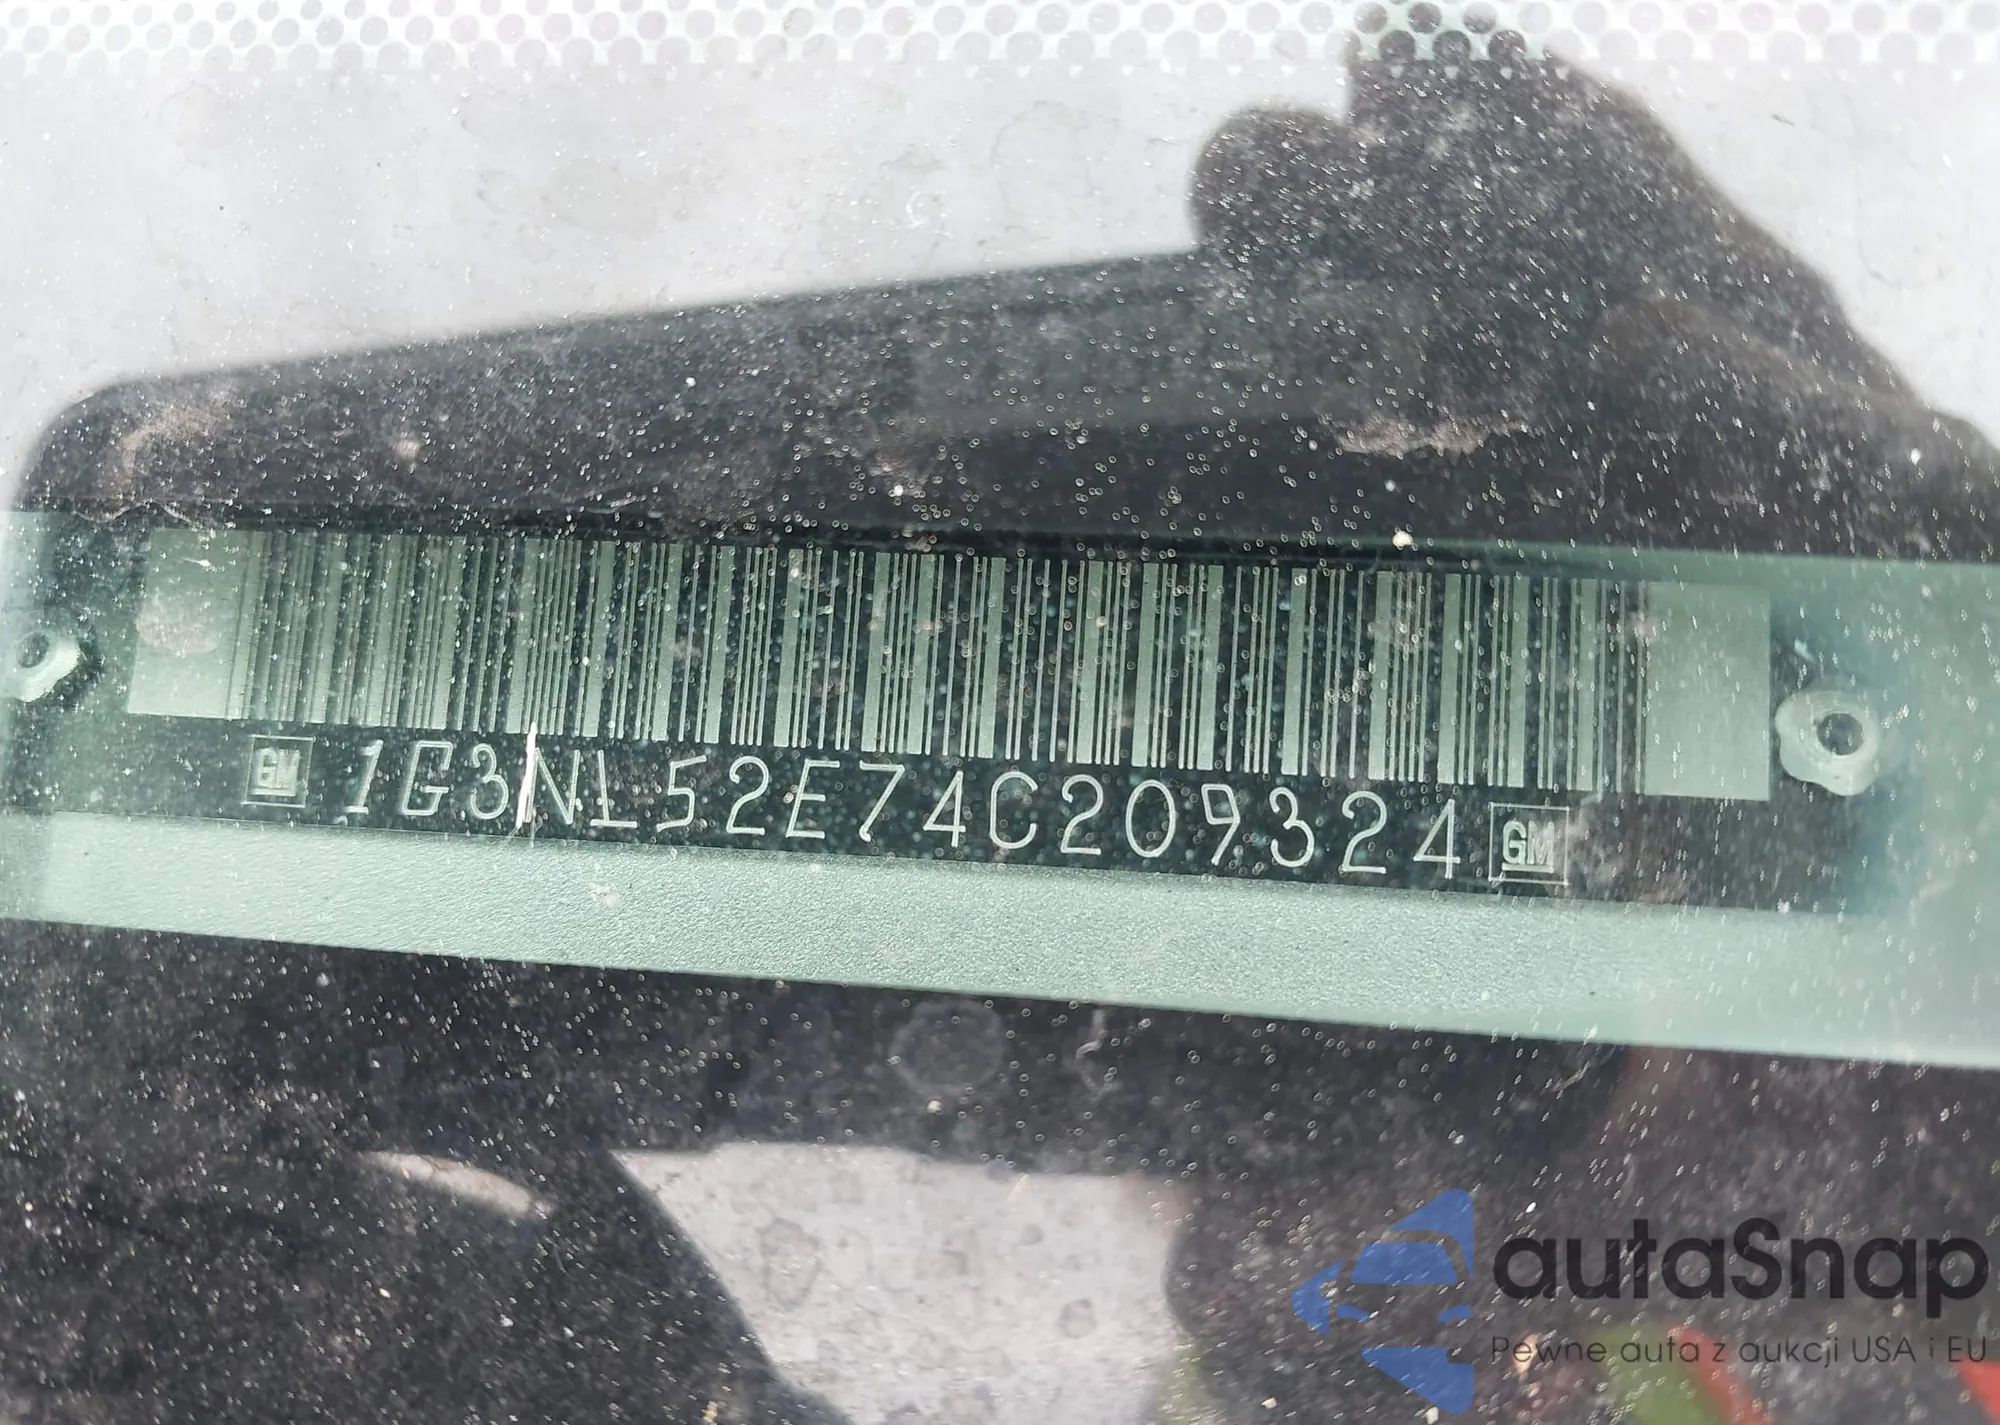 GM 1G3NL52E74C209324 GM
autaSnap
Pewne auta z aukcji USA i EU